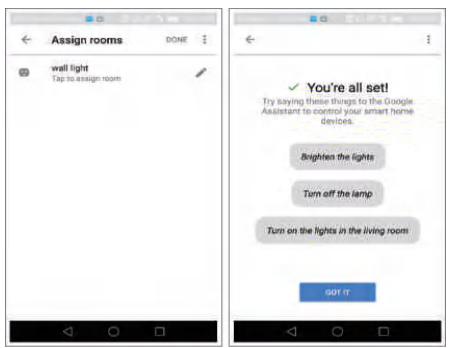 Assign rooms
DONE
wall light
Tap to assign room
You're all set!
Try saying these things to the Google
Assistant to control your smart home
devices.
Brighten the lights
Turn off the lamp
Turn on the lights in the living room
GOT IT